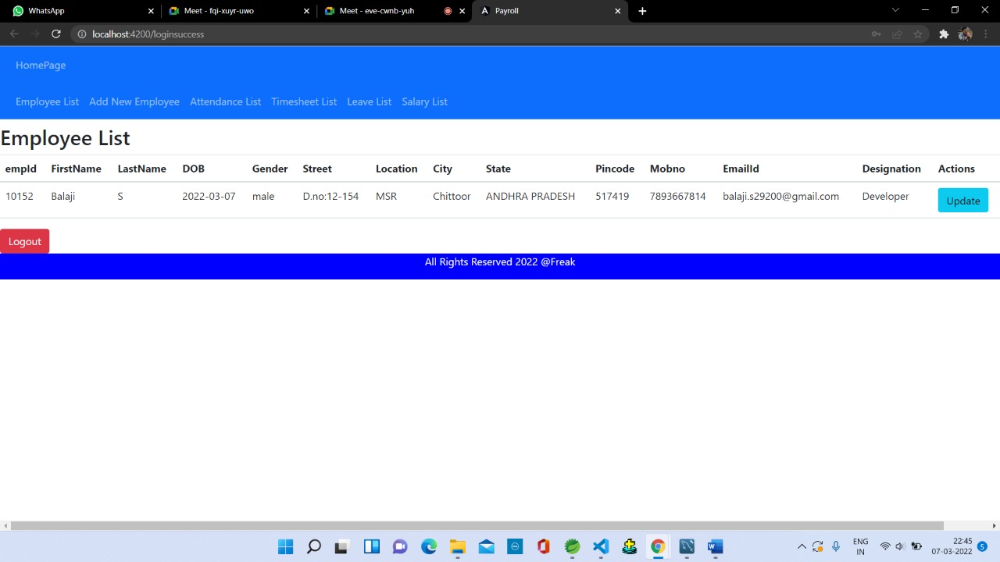 WhatsApp Meet - fqi-xuyr-uwo Meet - eve-cwnb-yuh Payroll
localhost:4200/loginsuccess
HomePage
Employee List Add New Employee Attendance List Timesheet List Leave List Salary List
Employee List
empId FirstName LastName DOB Gender Street Location City State Pincode Mobno EmailId Designation Actions
10152 Balaji S 2022-03-07 male D.no:12-154 MSR Chittoor ANDHRA PRADESH 517419 7893667814 balaji.s29200@gmail.com Developer Update
Logout
All Rights Reserved 2022 @Freak
ENG 22:45
IN 07-03-2022 5